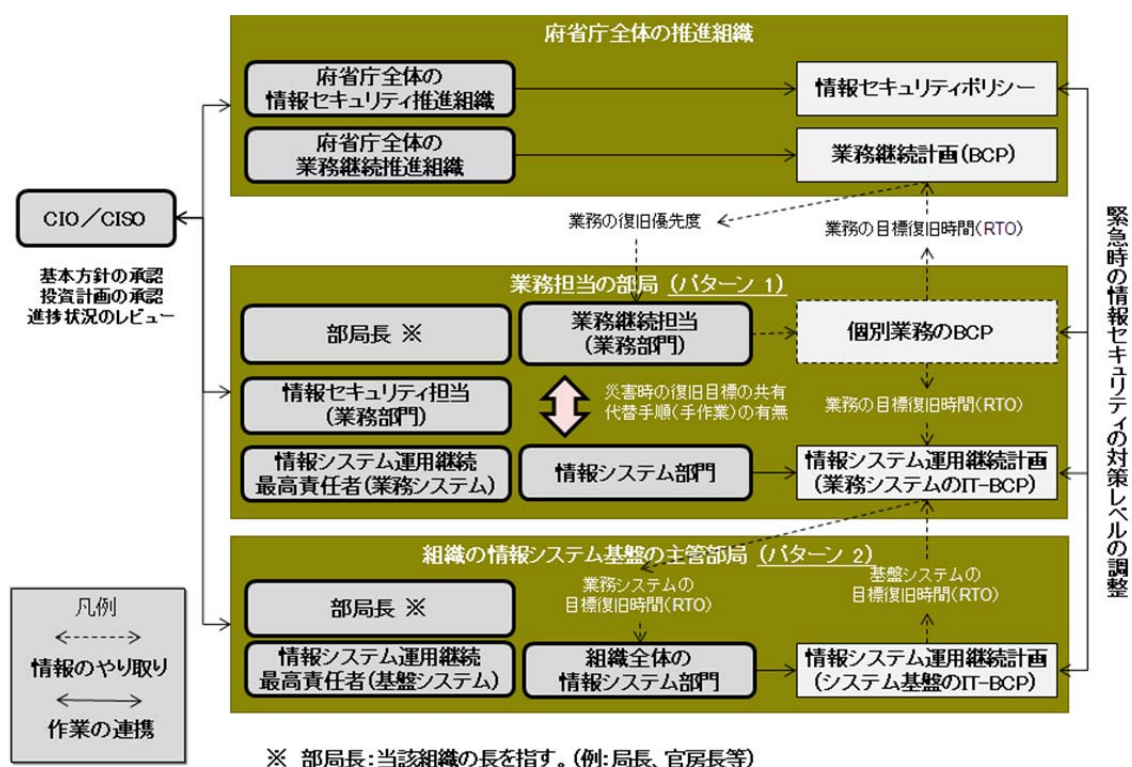 府省庁全体の推進組織
府省庁全体の
情報セキュリティ推進組織
情報セキュリティポリシー
府省庁全体の
業務継続推進組織
業務継続計画(BCP)
CIO/CISO
基本方針の承認
投資計画の承認
進捗状況のレビュー
業務の復旧優先度
業務の目標復旧時間(RTO)
業務担当の部局 (パターン 1)
部局長 ※
業務継続担当
(業務部門)
個別業務のBCP
情報セキュリティ担当
(業務部門)
災害時の復旧目標の共有
代替手順(手作業)の有無
業務の目標復旧時間(RTO)
情報システム運用継続
最高責任者(業務システム)
情報システム部門
情報システム運用継続計画
(業務システムのIT-BCP)
組織の情報システム基盤の主管部局 (パターン 2)
業務システムの
目標復旧時間(RTO)
基盤システムの
目標復旧時間(RTO)
部局長 ※
情報システム運用継続
最高責任者(基盤システム)
組織全体の
情報システム部門
情報システム運用継続計画
(システム基盤のIT-BCP)
緊急時の情報セキュリティの対策レベルの調整
凡例
情報のやり取り
作業の連携
※ 部局長:当該組織の長を指す。(例:局長、官房長等)